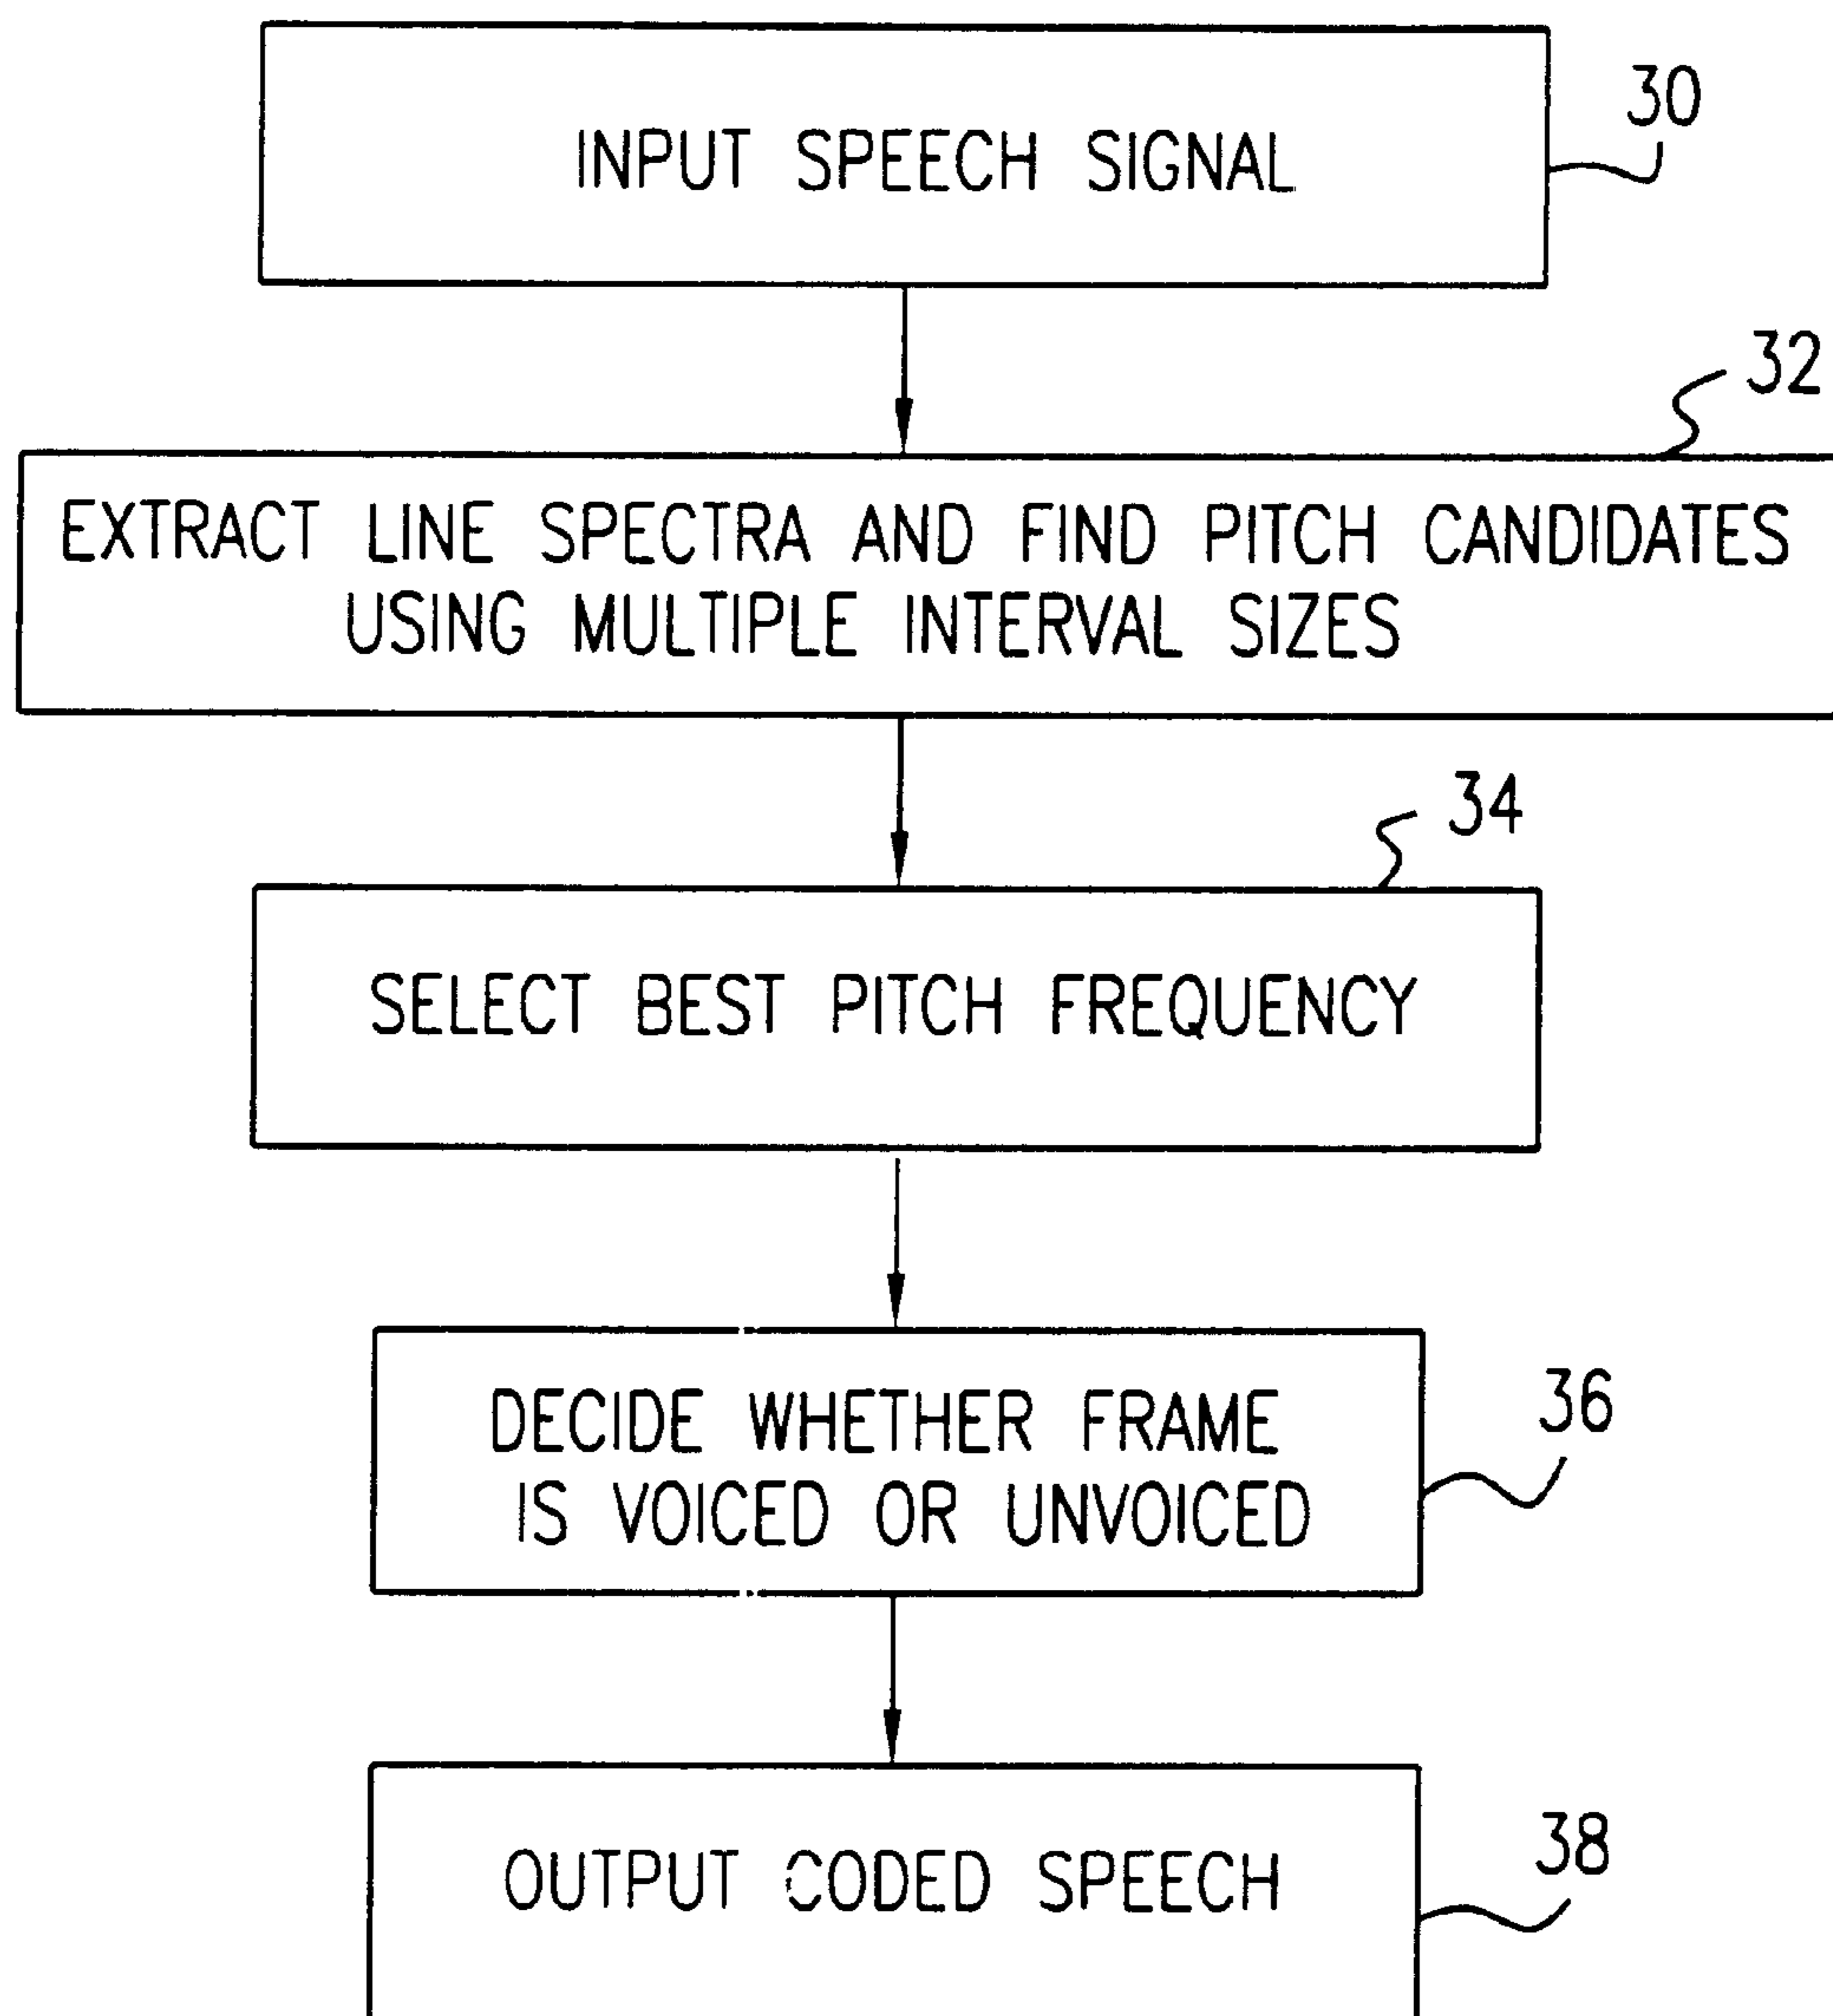 INPUT SPEECH SIGNAL
30
32
EXTRACT LINE SPECTRA AND FIND PITCH CANDIDATES
USING MULTIPLE INTERVAL SIZES
34
SELECT BEST PITCH FREQUENCY
DECIDE WHETHER FRAME
IS VOICED OR UNVOICED
36
OUTPUT CODED SPEECH
38